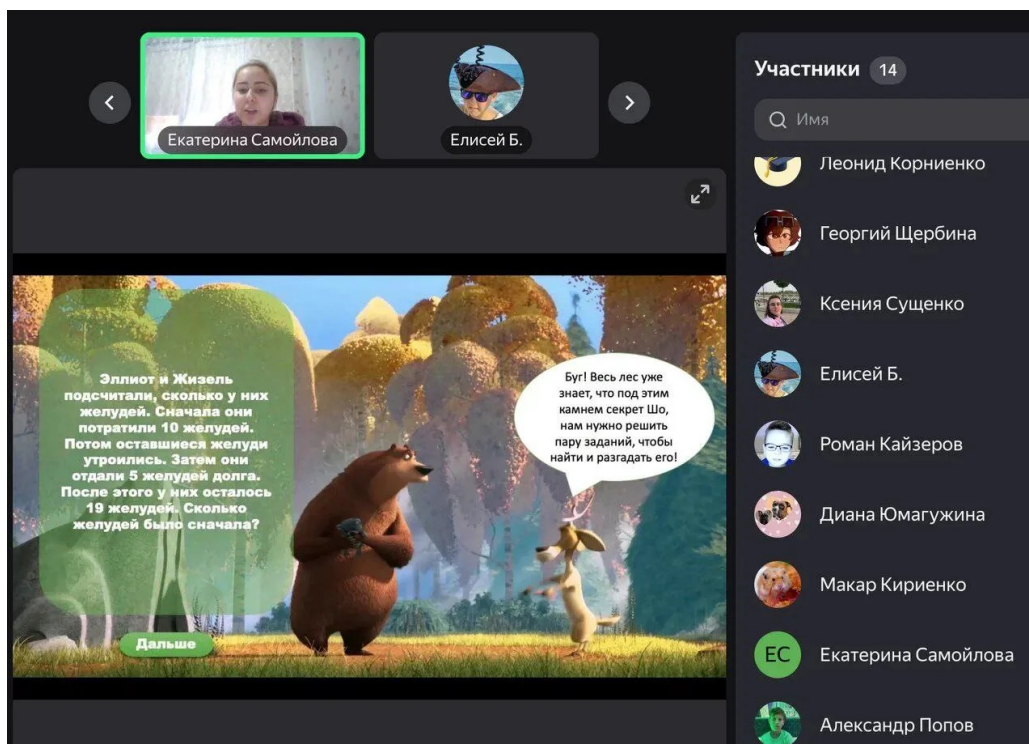 Екатерина Самойлова
Елисей Б.
Эллиот и Жизель
подсчитали, сколько у них
желудей. Сначала они
потратили 10 желудей.
Потом оставшиеся желуди
утроились. Затем они
отдали 5 желудей долга.
После этого у них осталось
19 желудей. Сколько
желудей было сначала?
Дальше
Буг! Весь лес уже
знает, что под этим
камнем секрет Шо,
нам нужно решить
пару заданий, чтобы
найти и разгадать его!
Участники 14
Имя
Леонид Корниенко
Георгий Щербина
Ксения Сущенко
Елисей Б.
Роман Кайзеров
Диана Юмагужина
Макар Кириенко
ЕС Екатерина Самойлова
Александр Попов